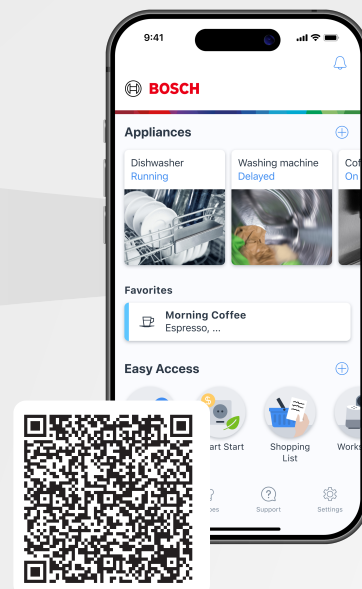 9:41
BOSCH
Appliances
Dishwasher
Running
Washing machine
Delayed
Cof
On
Favorites
Morning Coffee
Espresso, ...
Easy Access
art Start
Shopping
List
Works
es
Support
Settings